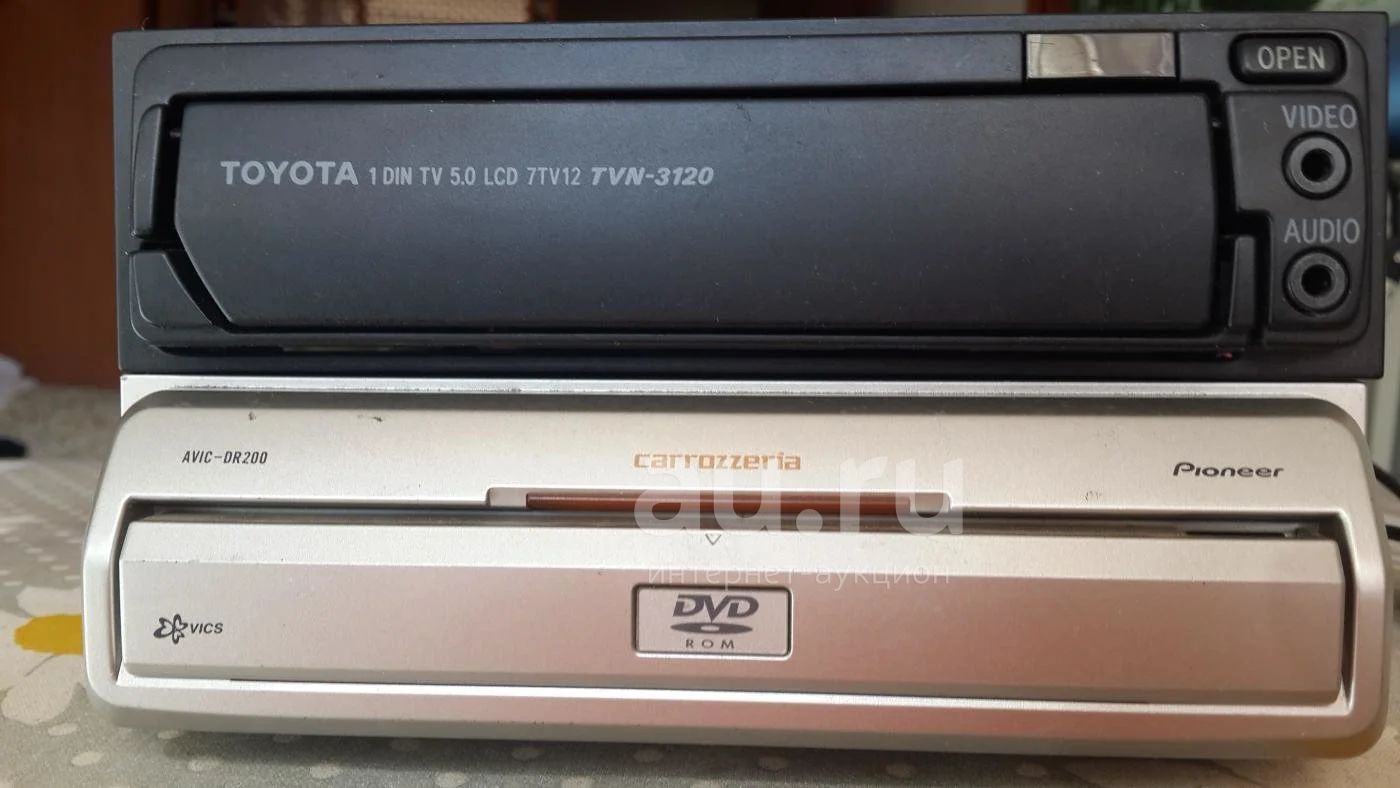 OPEN
VIDEO
TOYOTA 1 DIN TV 5.0 LCD 7TV12 TVN-3120
AUDIO
AVIC-DR200
carrozzeria
Pioneer
au.ru
интернет-аукцион
DVD
ROM
VICS